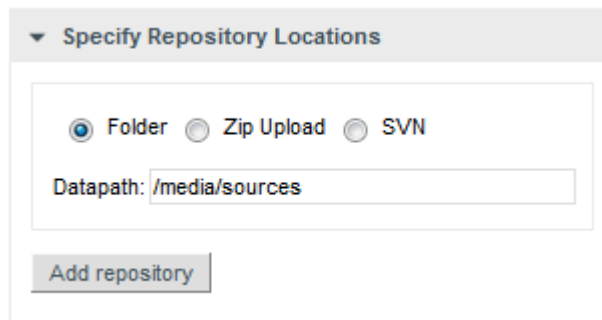 Specify Repository Locations
Folder Zip Upload SVN
Datapath: /media/sources
Add repository